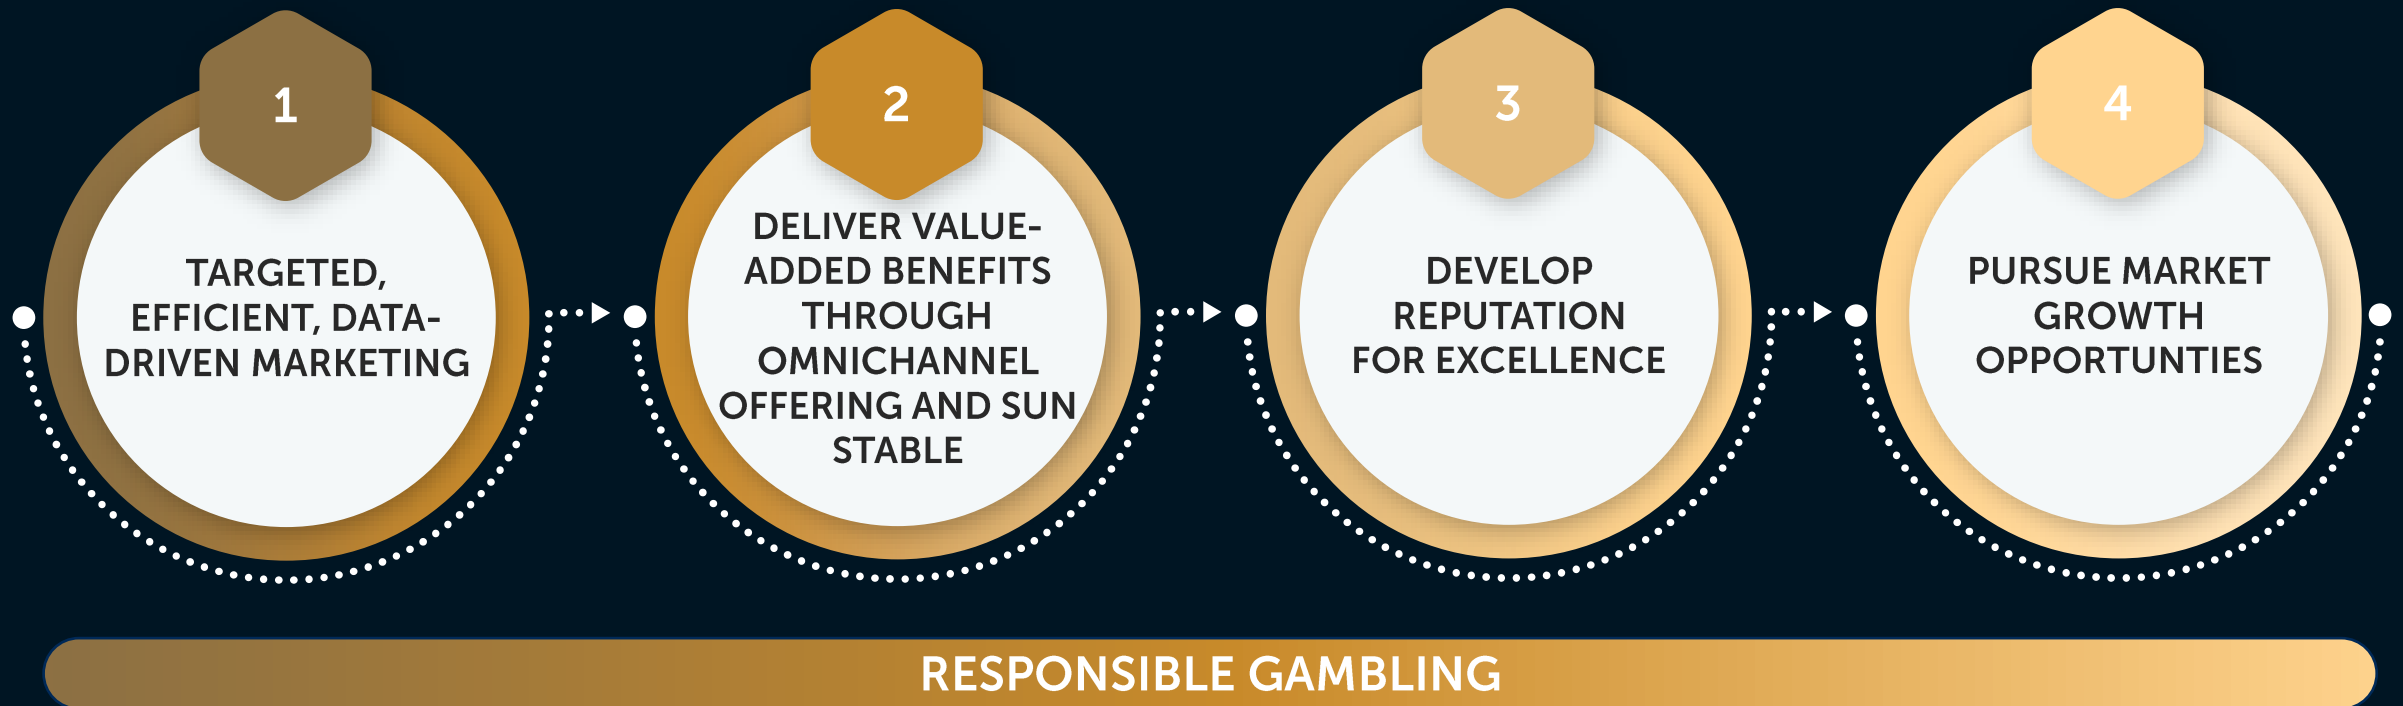 1
TARGETED,
EFFICIENT, DATA-
DRIVEN MARKETING
2
DELIVER VALUE-
ADDED BENEFITS
THROUGH
OMNICHANNEL
OFFERING AND SUN
STABLE
3
DEVELOP
REPUTATION
FOR EXCELLENCE
4
PURSUE MARKET
GROWTH
OPPORTUNTIES
RESPONSIBLE GAMBLING